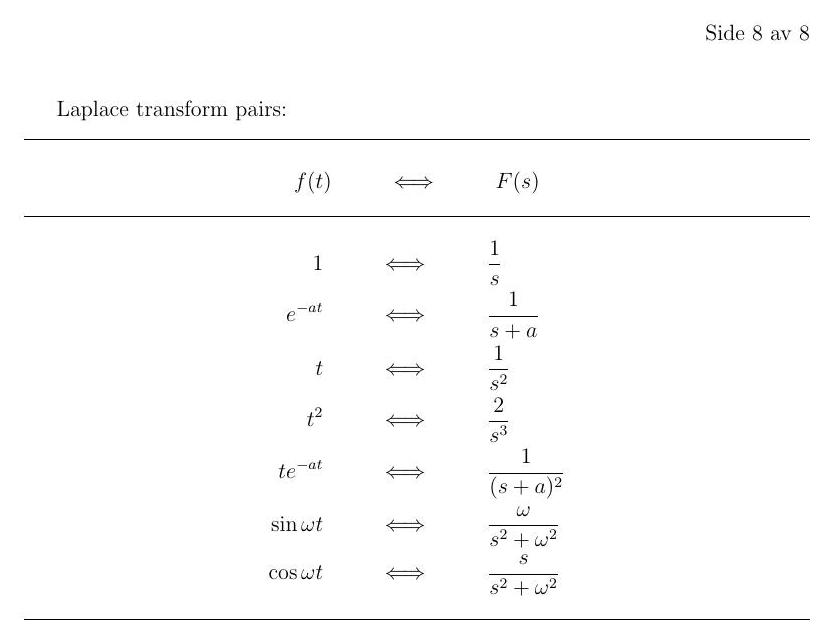 Side 8 av 8
Laplace transform pairs:
f(t) ⟺ F(s)
1 ⟺ 1/s
e^{-at} ⟺ 1/(s + a)
t ⟺ 1/s^2
t^2 ⟺ 2/s^3
te^{-at} ⟺ 1/(s + a)^2
sin ωt ⟺ ω/(s^2 + ω^2)
cos ωt ⟺ s/(s^2 + ω^2)